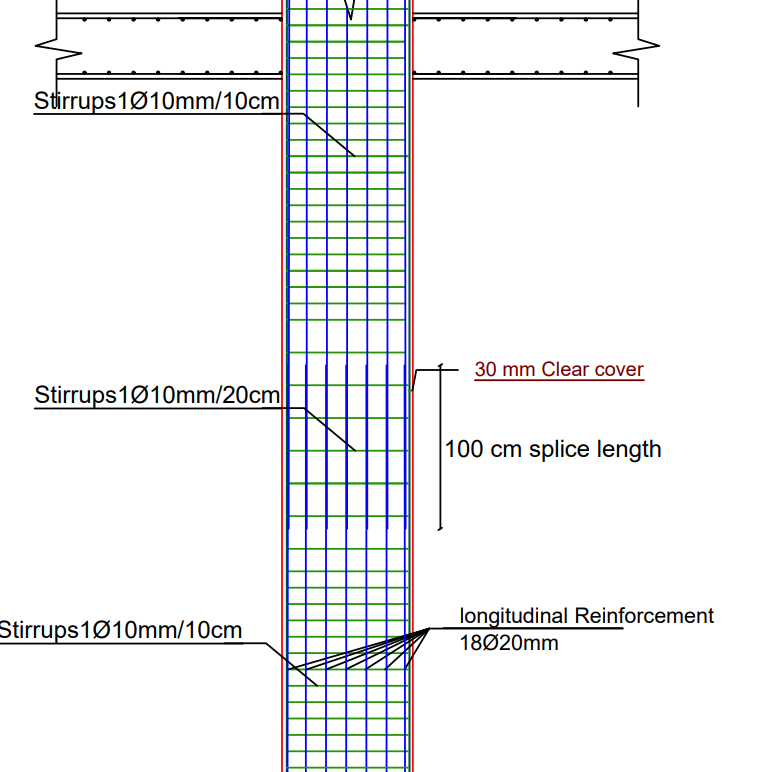 Stirrups1Ø10mm/10cm
30 mm Clear cover
Stirrups1Ø10mm/20cm
100 cm splice length
longitudinal Reinforcement
18Ø20mm
Stirrups1Ø10mm/10cm